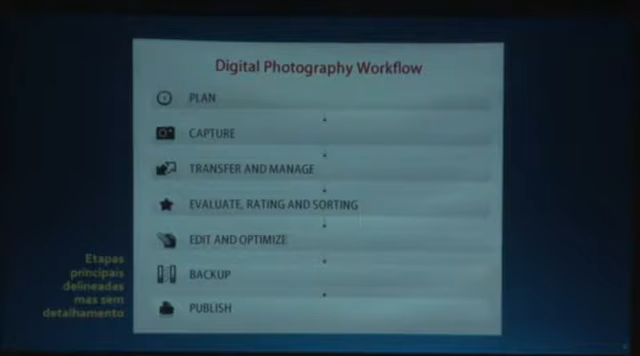 Digital Photography Workflow
PLAN
CAPTURE
TRANSFER AND MANAGE
EVALUATE, RATING AND SORTING
EDIT AND OPTIMIZE
BACKUP
PUBLISH
Etapas
principais
delineadas
mas sem
detalhamento